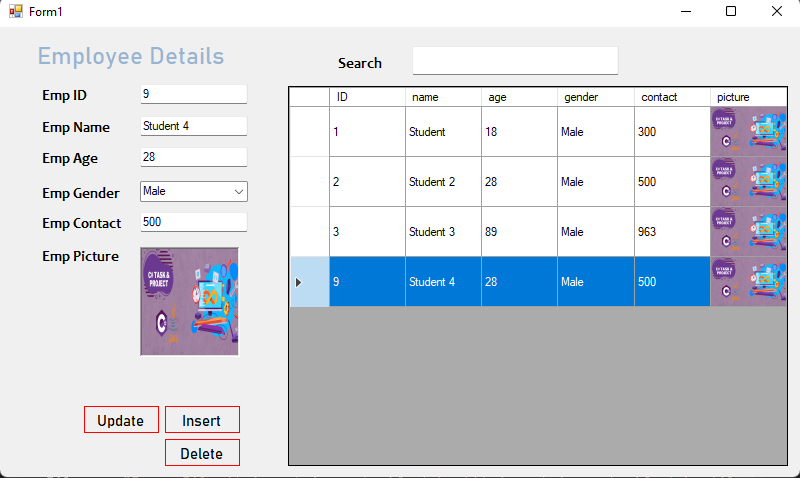 Form1
Employee Details
Search
Emp ID 9
Emp Name Student 4
Emp Age 28
Emp Gender Male
Emp Contact 500
Emp Picture
C# TASK &
PROJECT
Update Insert
Delete
ID name age gender contact picture
1 Student 18 Male 300
2 Student 2 28 Male 500
3 Student 3 89 Male 963
9 Student 4 28 Male 500